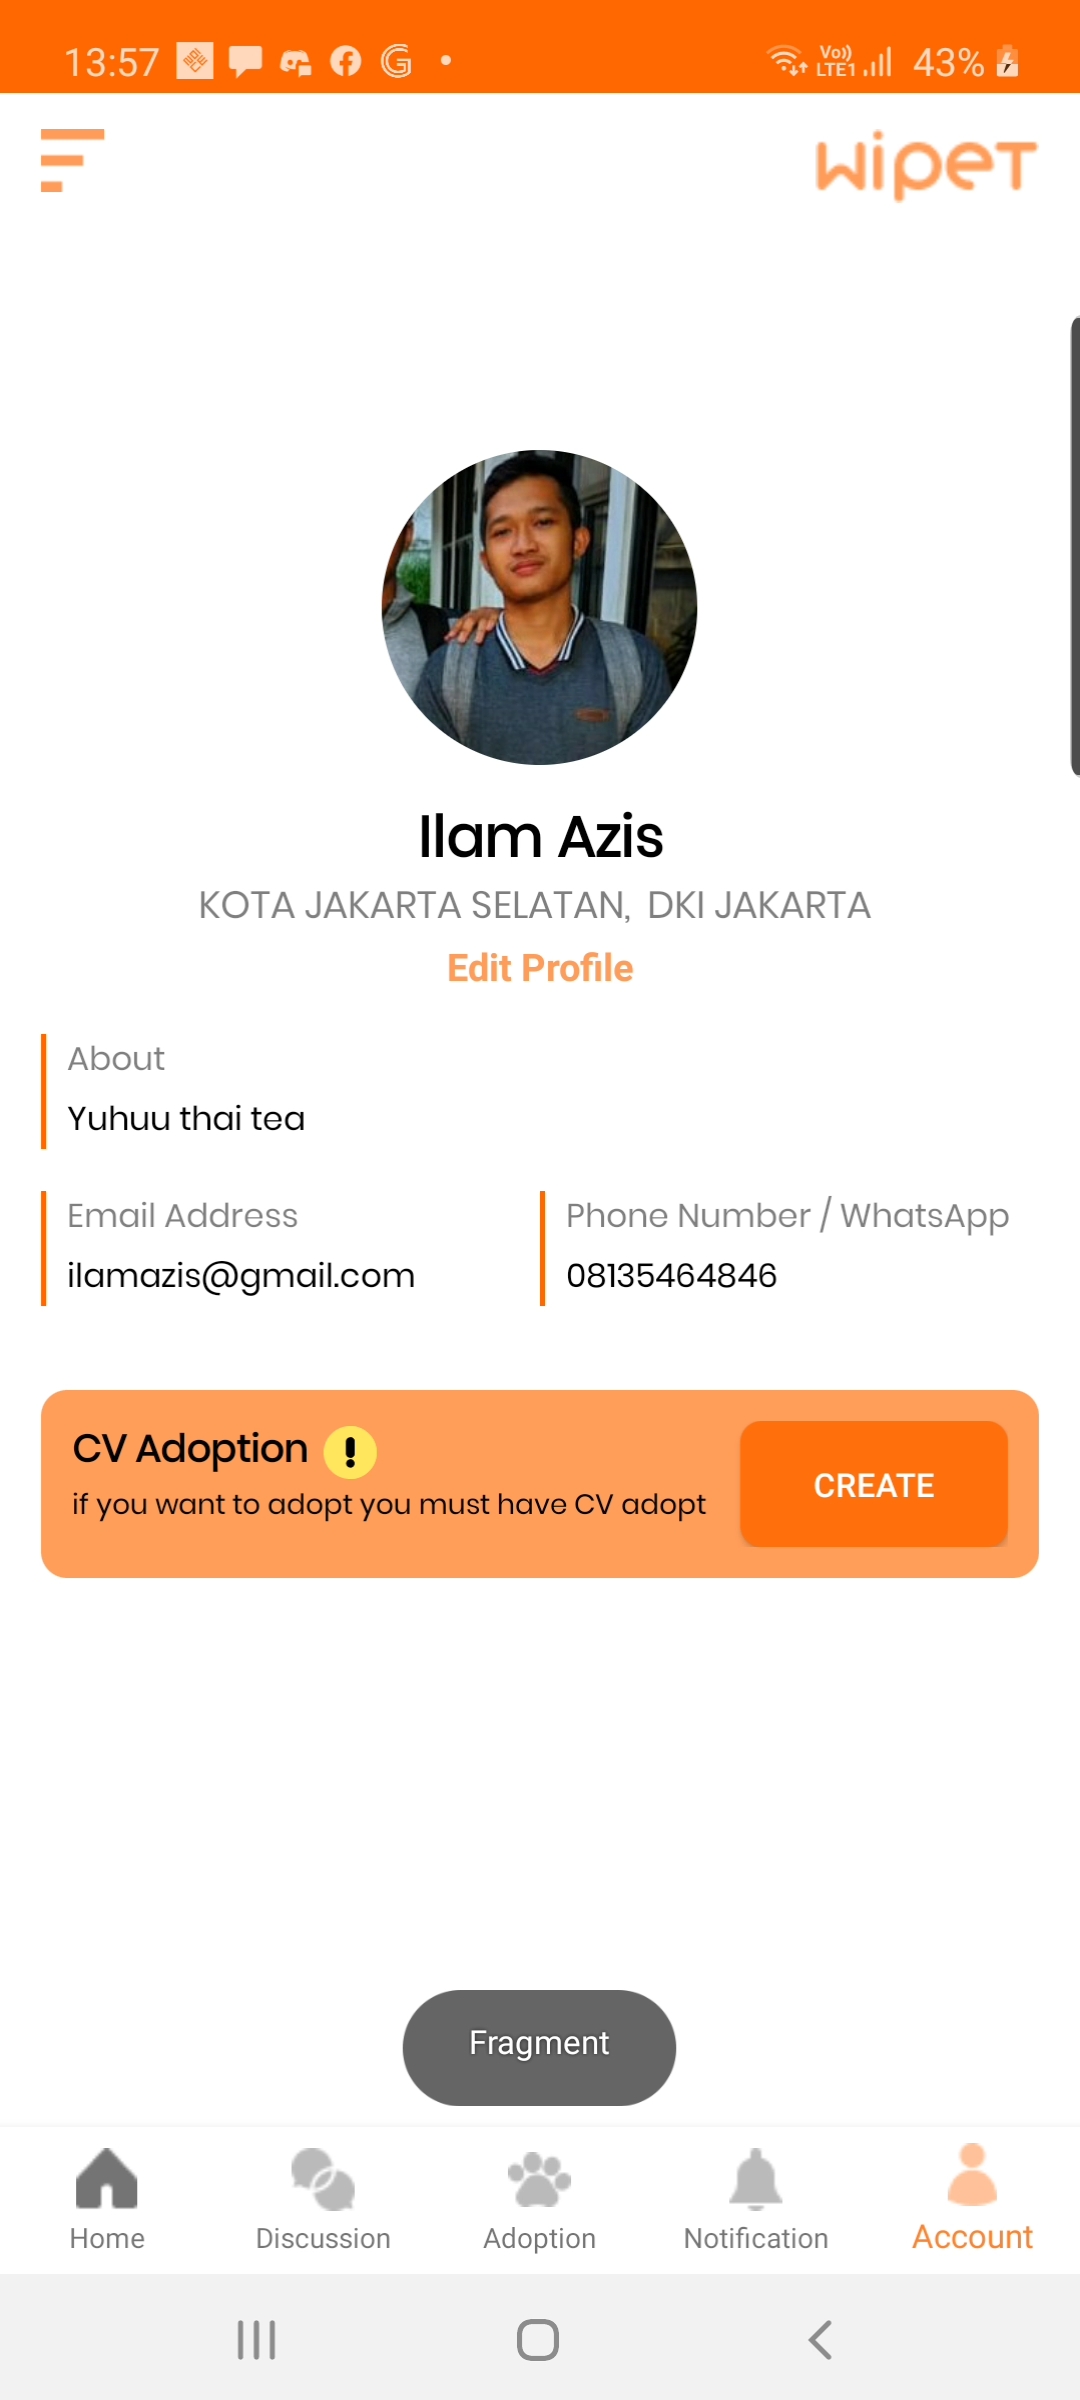 13:57 Vo)) LTE1 43%
wipeT
Ilam Azis
KOTA JAKARTA SELATAN, DKI JAKARTA
Edit Profile
About
Yuhuu thai tea
Email Address
ilamazis@gmail.com
Phone Number / WhatsApp
08135464846
CV Adoption !
if you want to adopt you must have CV adopt
CREATE
Fragment
Home Discussion Adoption Notification Account